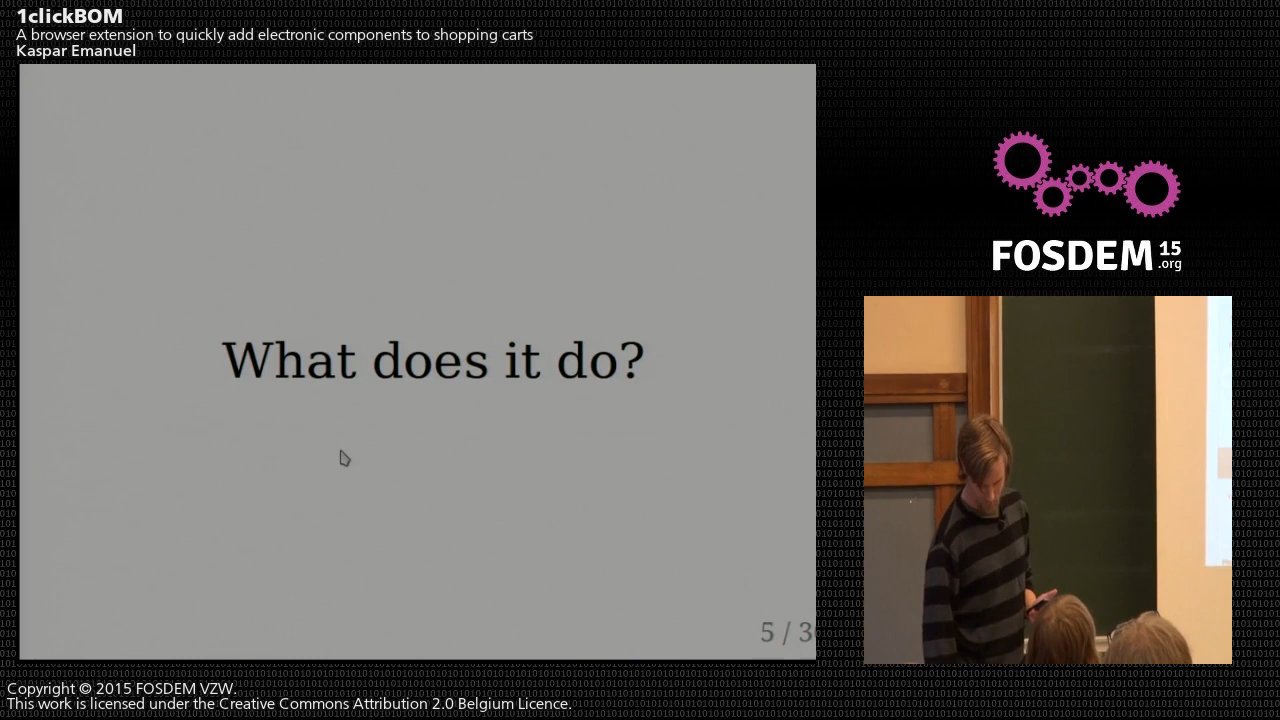 1clickBOM
A browser extension to quickly add electronic components to shopping carts
Kaspar Emanuel
What does it do?
5 / 3
FOSDEM 15
.org
Copyright © 2015 FOSDEM VZW.
This work is licensed under the Creative Commons Attribution 2.0 Belgium Licence.